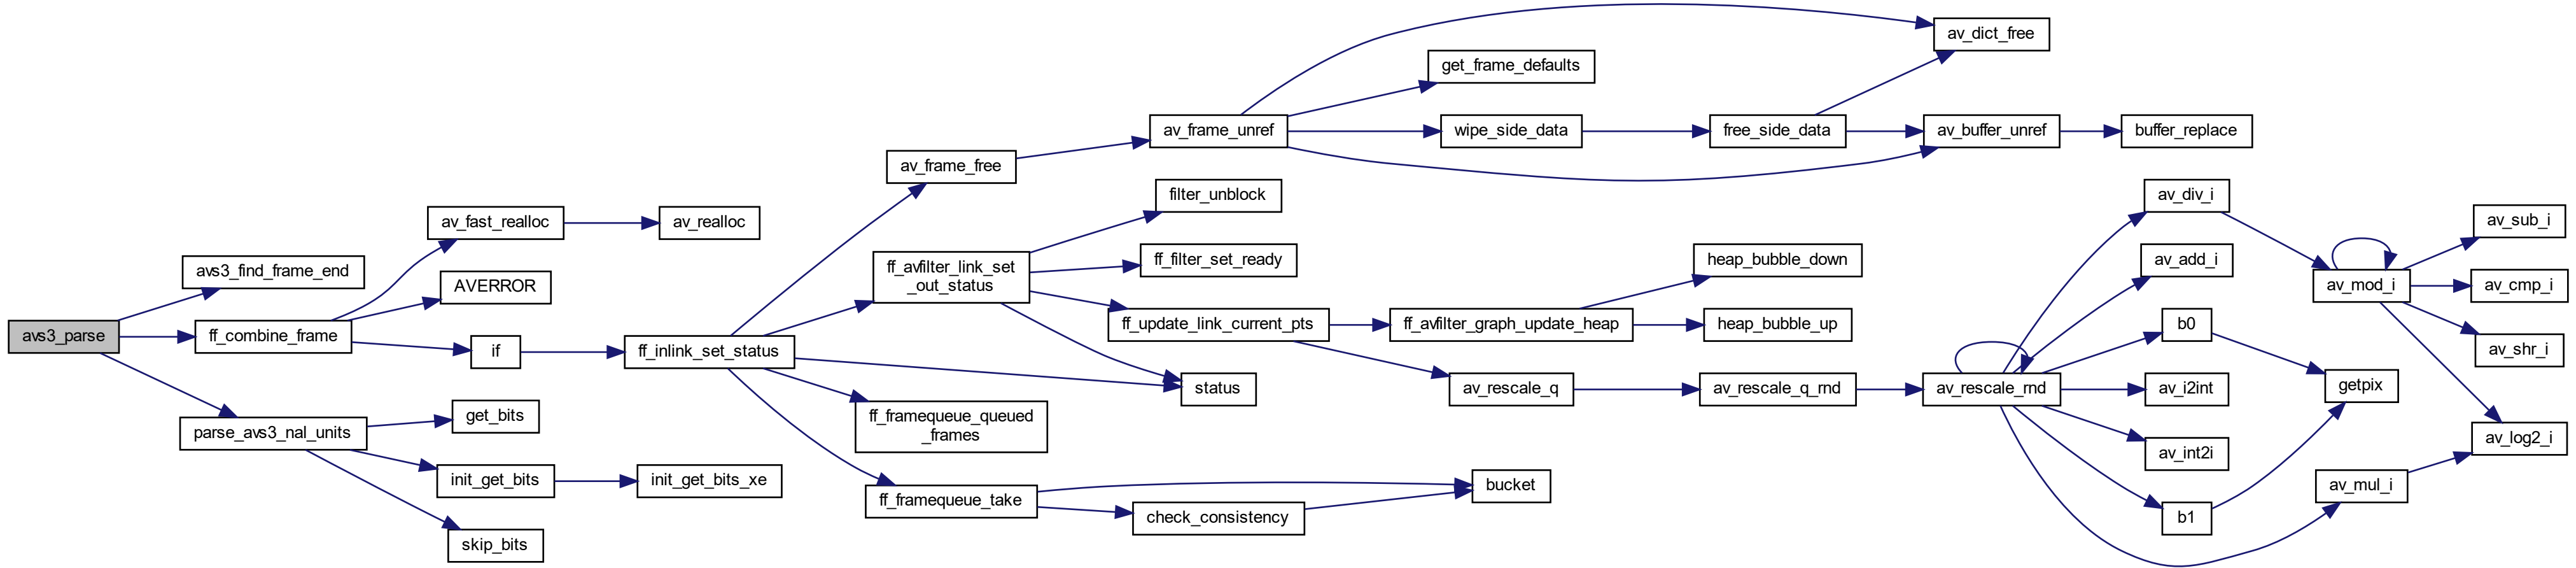 avs3_parse
avs3_find_frame_end
ff_combine_frame
parse_avs3_nal_units
av_fast_realloc
AVERROR
if
get_bits
init_get_bits
skip_bits
av_realloc
ff_inlink_set_status
init_get_bits_xe
av_frame_free
ff_avfilter_link_set
_out_status
ff_framequeue_queued
_frames
ff_framequeue_take
av_frame_unref
filter_unblock
ff_filter_set_ready
ff_update_link_current_pts
status
check_consistency
get_frame_defaults
wipe_side_data
ff_avfilter_graph_update_heap
av_rescale_q
bucket
free_side_data
heap_bubble_down
heap_bubble_up
av_rescale_q_rnd
av_dict_free
av_buffer_unref
av_rescale_rnd
buffer_replace
av_div_i
av_add_i
b0
av_i2int
av_int2i
b1
av_mod_i
getpix
av_mul_i
av_sub_i
av_cmp_i
av_shr_i
av_log2_i